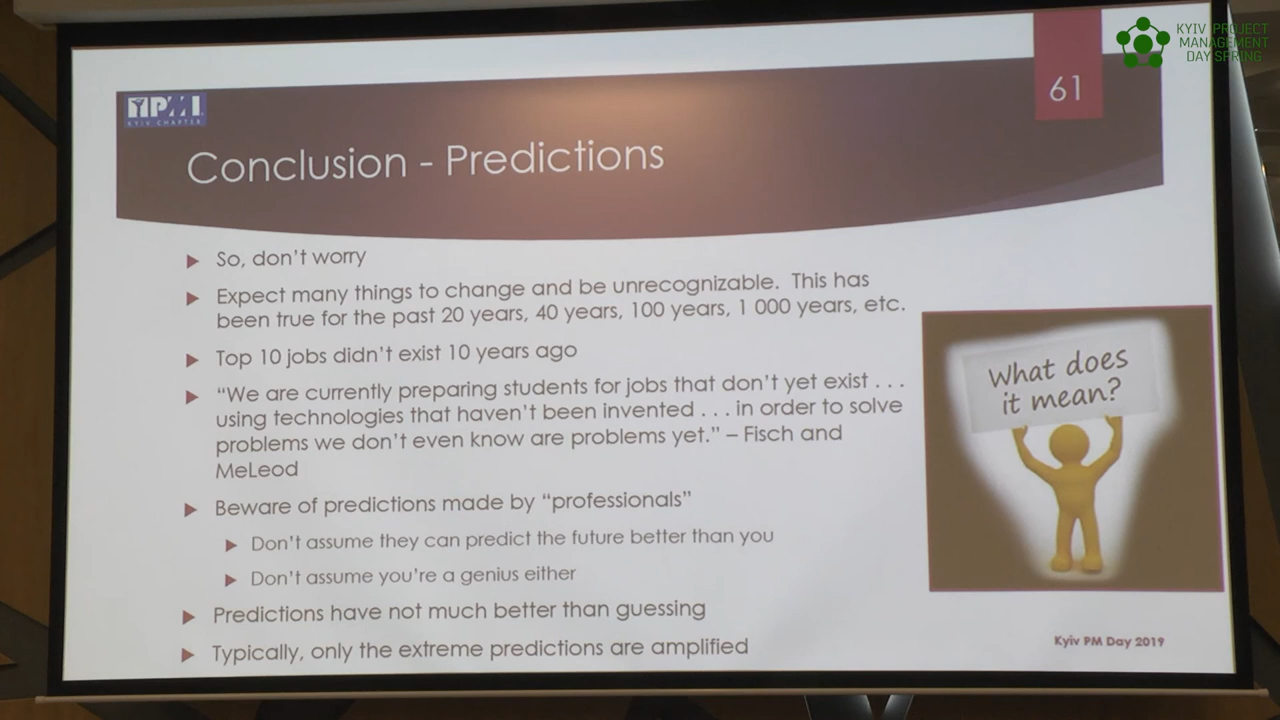 KYIV PROJECT
MANAGEMENT
DAY SPRING
PMI
KYIV CHAPTER
61
Conclusion - Predictions
So, don't worry
Expect many things to change and be unrecognizable. This has
been true for the past 20 years, 40 years, 100 years, 1 000 years, etc.
Top 10 jobs didn't exist 10 years ago
"We are currently preparing students for jobs that don't yet exist . . .
using technologies that haven't been invented . . . in order to solve
problems we don't even know are problems yet." – Fisch and
MeLeod
Beware of predictions made by "professionals"
Don't assume they can predict the future better than you
Don't assume you're a genius either
Predictions have not much better than guessing
Typically, only the extreme predictions are amplified
What does
it mean?
Kyiv PM Day 2019